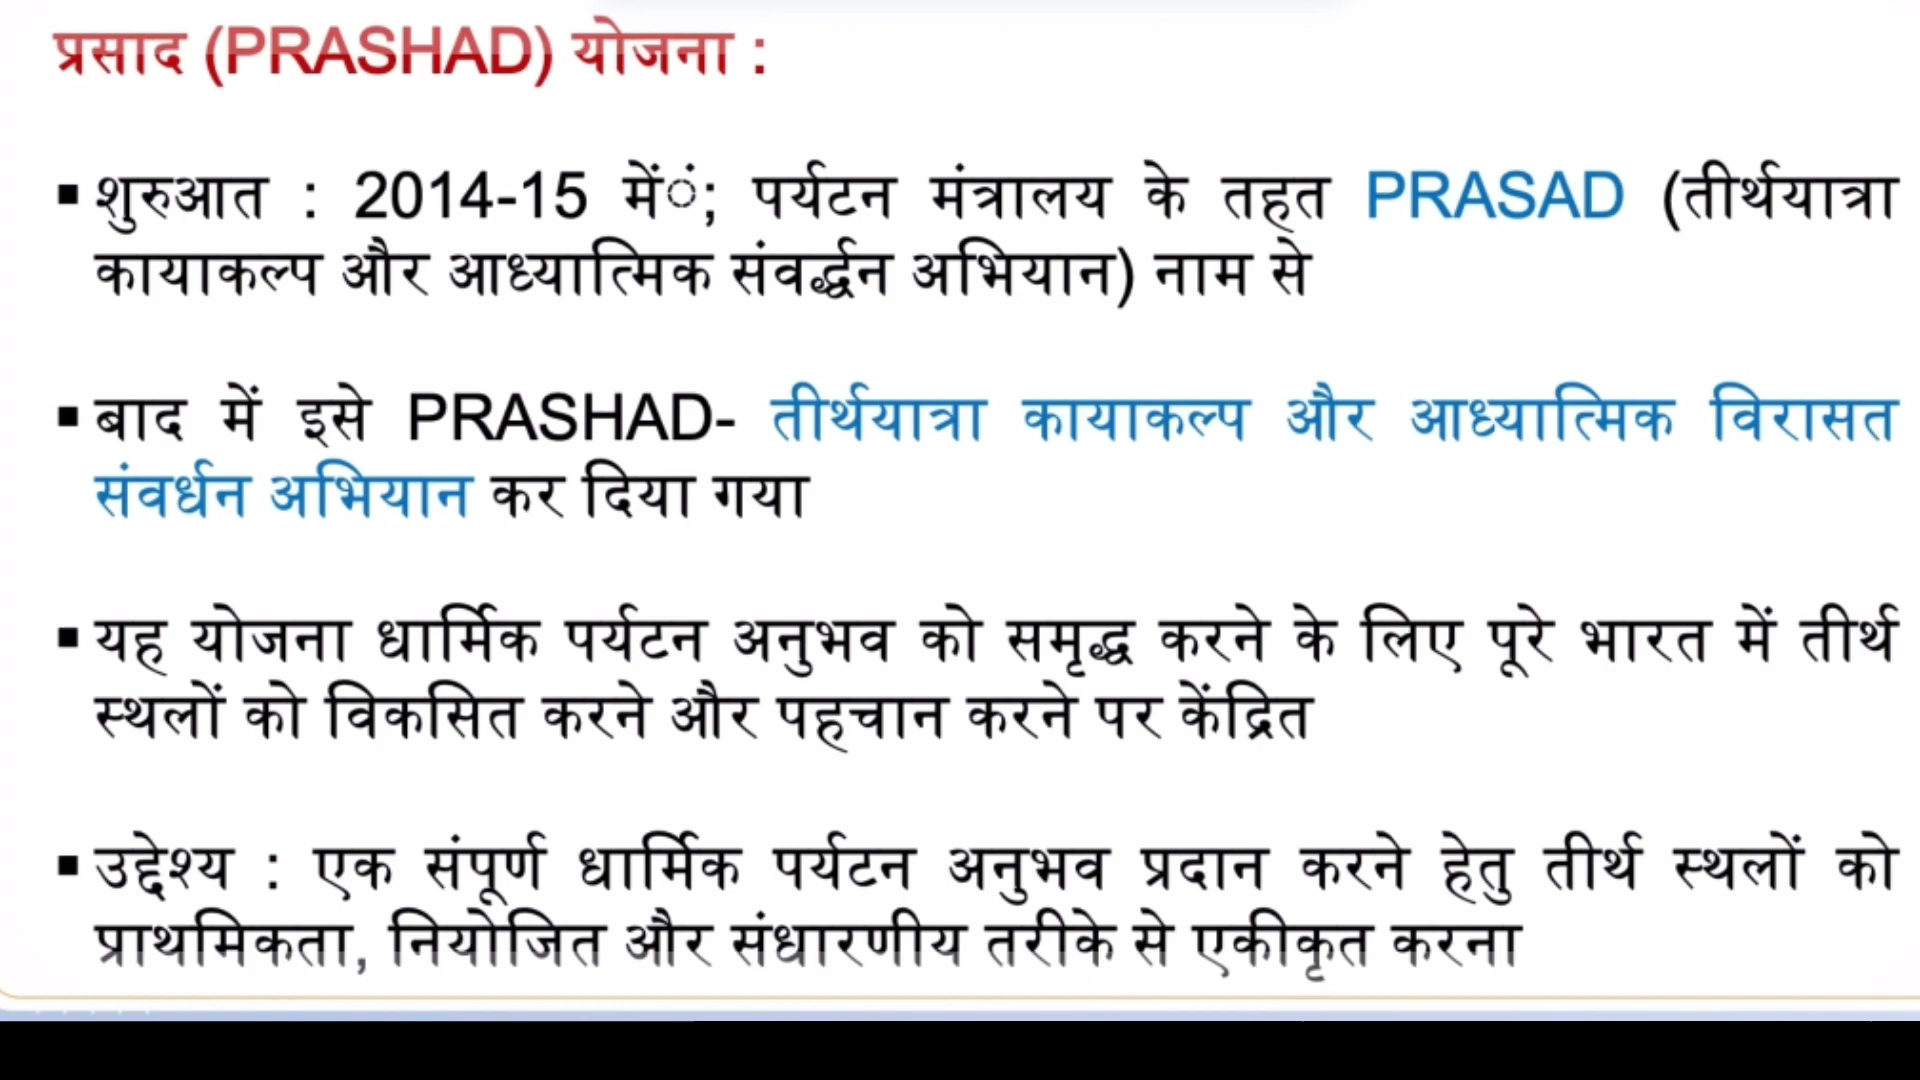 प्रसाद (PRASHAD) योजना :
▪ शुरुआत : 2014-15 मेंं; पर्यटन मंत्रालय के तहत PRASAD (तीर्थयात्रा
कायाकल्प और आध्यात्मिक संवर्द्धन अभियान) नाम से
▪ बाद में इसे PRASHAD- तीर्थयात्रा कायाकल्प और आध्यात्मिक विरासत
संवर्धन अभियान कर दिया गया
▪ यह योजना धार्मिक पर्यटन अनुभव को समृद्ध करने के लिए पूरे भारत में तीर्थ
स्थलों को विकसित करने और पहचान करने पर केंद्रित
▪ उद्देश्य : एक संपूर्ण धार्मिक पर्यटन अनुभव प्रदान करने हेतु तीर्थ स्थलों को
प्राथमिकता, नियोजित और संधारणीय तरीके से एकीकृत करना